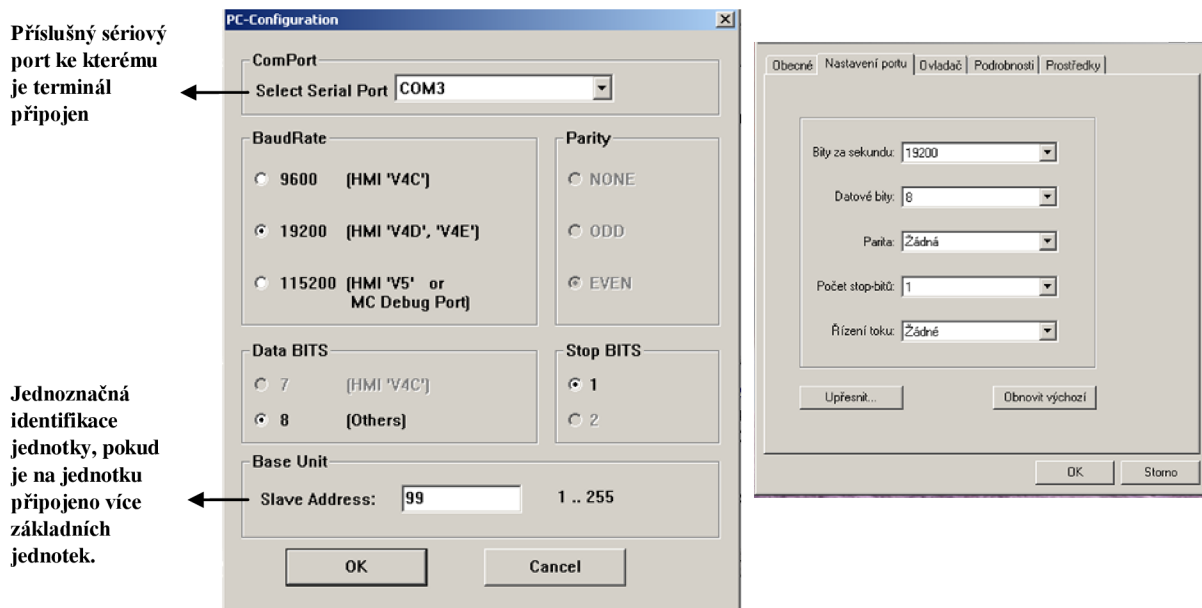 Příslušný sériový
port ke kterému
je terminál
připojen
Jednoznačná
identifikace
jednotky, pokud
je na jednotku
připojeno více
základních
jednotek.
PC-Configuration
ComPort
Select Serial Port COM3
BaudRate
9600 (HMI 'V4C')
19200 (HMI 'V4D', 'V4E')
115200 (HMI 'V5' or
MC Debug Port)
Parity
NONE
ODD
EVEN
Data BITS
7 (HMI 'V4C')
8 (Others)
Stop BITS
1
2
Base Unit
Slave Address: 99 1 .. 255
OK Cancel
Obecné Nastavení portu Ovladač Podrobnosti Prostředky
Bity za sekundu: 19200
Datové bity: 8
Parita: Žádná
Počet stop-bitů: 1
Řízení toku: Žádné
Upřesnit... Obnovit výchozí
OK Storno